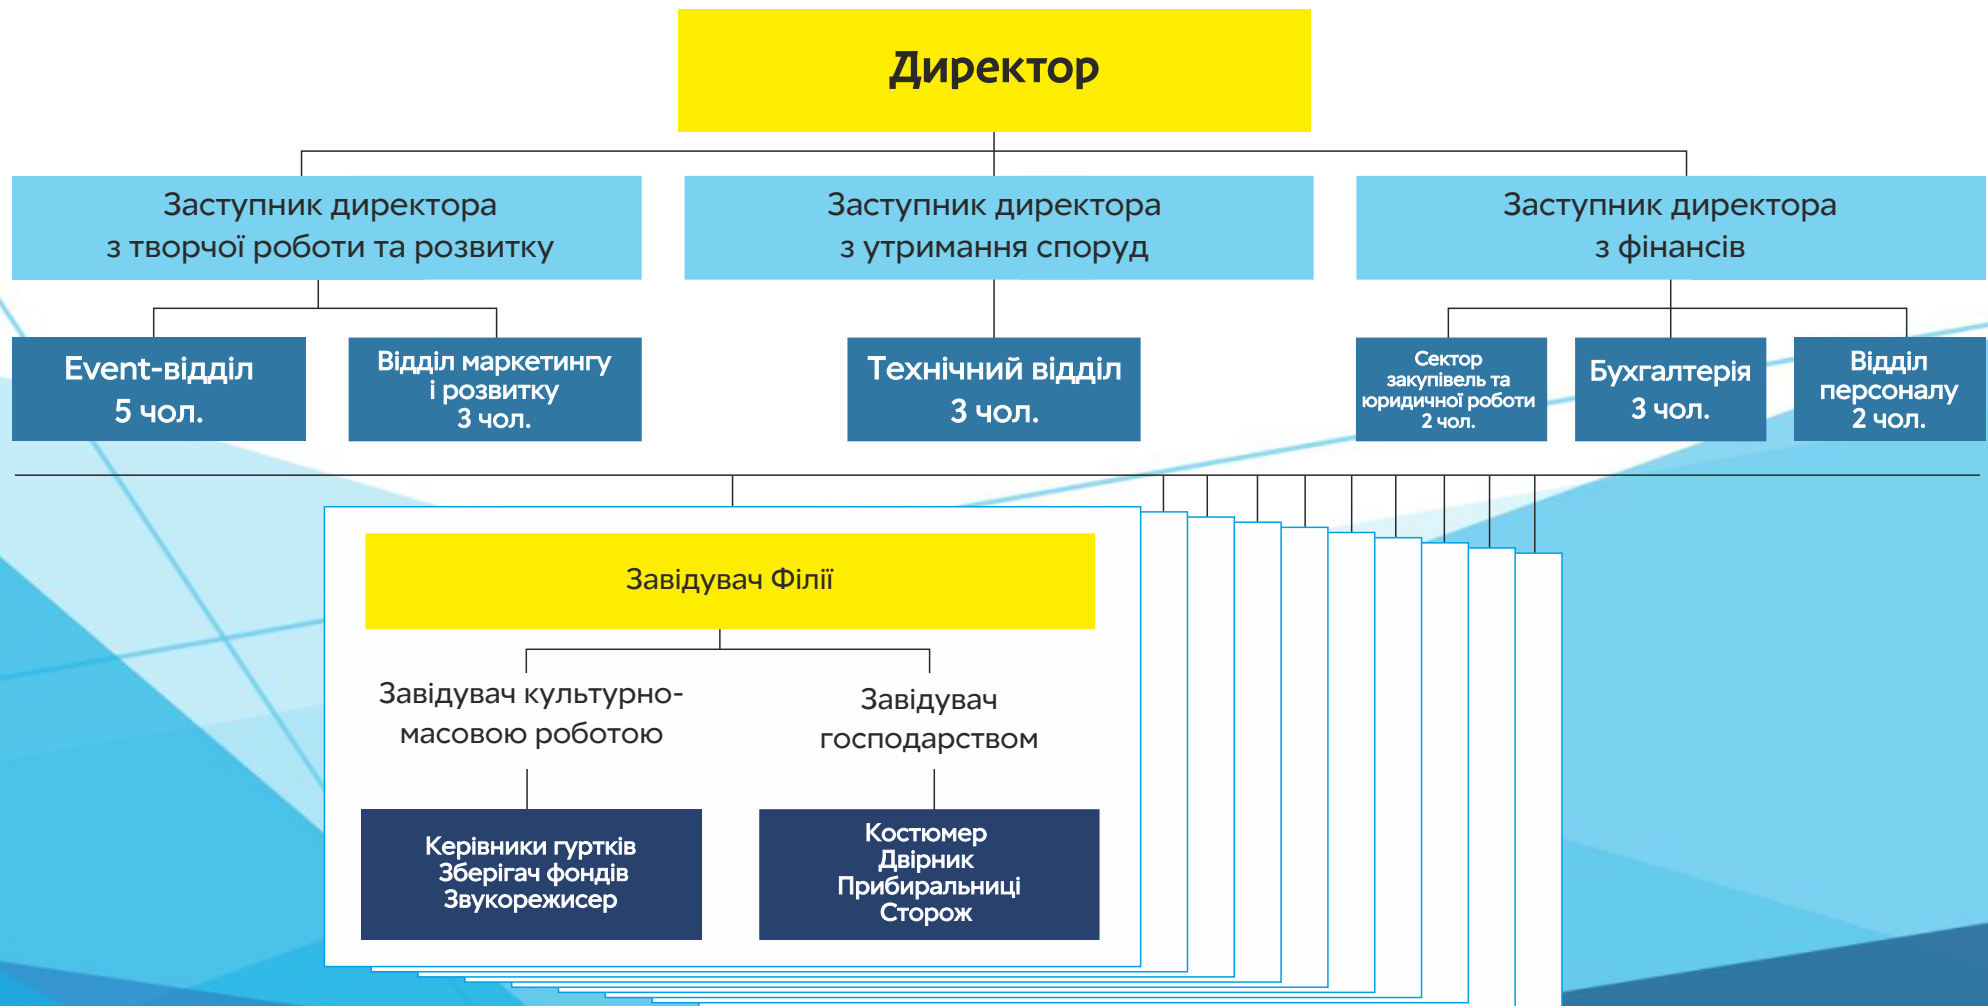 Директор
Заступник директора
з творчої роботи та розвитку
Заступник директора
з утримання споруд
Заступник директора
з фінансів
Event-відділ
5 чол.
Відділ маркетингу
і розвитку
3 чол.
Технічний відділ
3 чол.
Сектор
закупівель та
юридичної роботи
2 чол.
Бухгалтерія
3 чол.
Відділ
персоналу
2 чол.
Завідувач Філії
Завідувач культурно-
масовою роботою
Завідувач
господарством
Керівники гуртків
Зберігач фондів
Звукорежисер
Костюмер
Двірник
Прибиральниці
Сторож